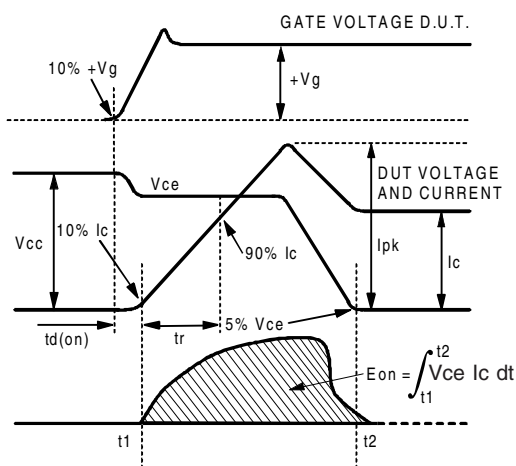 GATE VOLTAGE D.U.T.
10% +Vg
+Vg
Vce
DUT VOLTAGE
AND CURRENT
Vcc
10% Ic
90% Ic
Ipk
Ic
td(on)
tr
5% Vce
Eon = ∫ Vce Ic dt
t2
t1
t1
t2